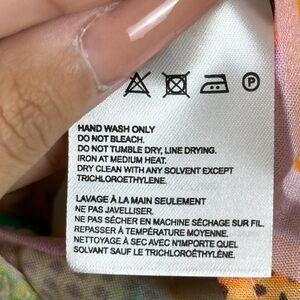 P
HAND WASH ONLY
DO NOT BLEACH.
DO NOT TUMBLE DRY, LINE DRYING.
IRON AT MEDIUM HEAT.
DRY CLEAN WITH ANY SOLVENT EXCEPT
TRICHLOROETHYLENE.
LAVAGE À LA MAIN SEULEMENT
NE PAS JAVELLISER.
NE PAS SÉCHER EN MACHINE SÉCHAGE SUR FIL.
REPASSER À TEMPÉRATURE MOYENNE.
NETTOYAGE À SEC AVEC N'IMPORTE QUEL
SOLVANT SAUF LE TRICHLOROÉTHYLÈNE.